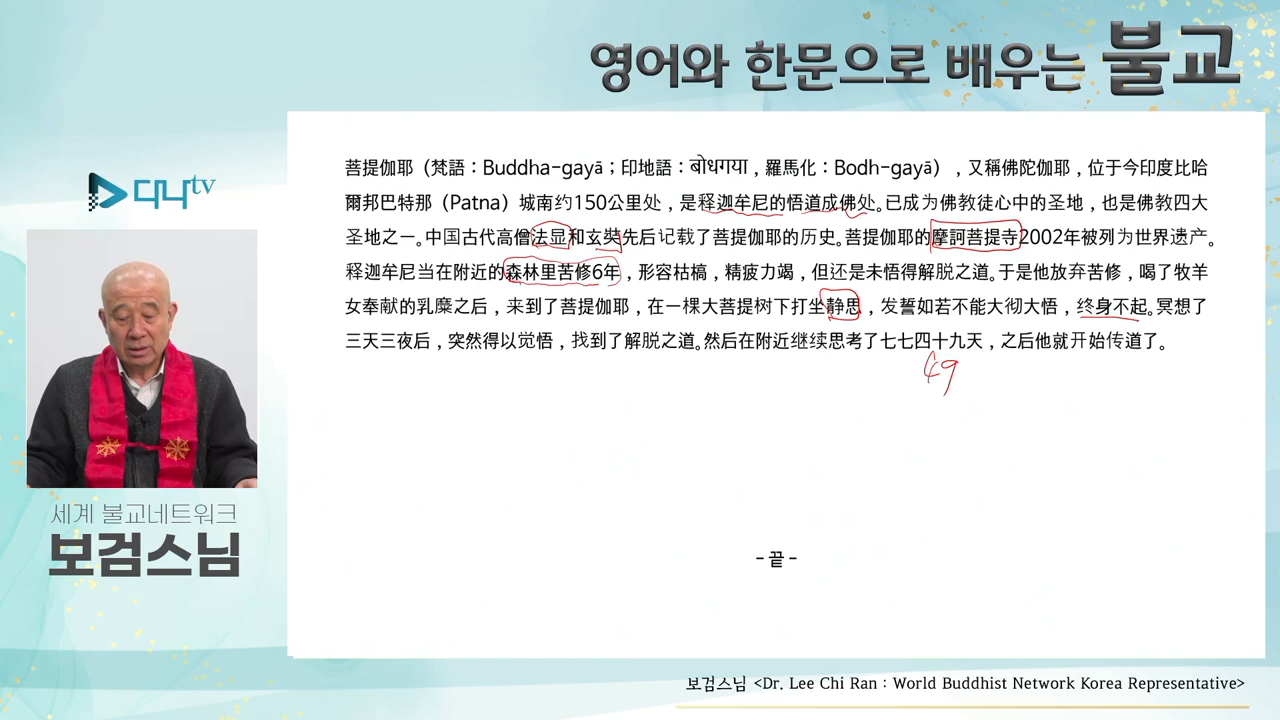 영어와 한문으로 배우는 불교
디나tv
菩提伽耶（梵語：Buddha-gayā；印地語：बोधगया，羅馬化：Bodh-gayā），又稱佛陀伽耶，位于今印度比哈
爾邦巴特那（Patna）城南约150公里处，是释迦牟尼的悟道成佛处。已成为佛教徒心中的圣地，也是佛教四大
圣地之一。中国古代高僧法显和玄奘先后记载了菩提伽耶的历史。菩提伽耶的摩訶菩提寺2002年被列为世界遗产。
释迦牟尼当在附近的森林里苦修6年，形容枯槁，精疲力竭，但还是未悟得解脱之道。于是他放弃苦修，喝了牧羊
女奉献的乳糜之后，来到了菩提伽耶，在一棵大菩提树下打坐静思，发誓如若不能大彻大悟，终身不起。冥想了
三天三夜后，突然得以觉悟，找到了解脱之道。然后在附近继续思考了七七四十九天，之后他就开始传道了。
49
- 끝 -
세계 불교네트워크
보검스님
보검스님 <Dr. Lee Chi Ran : World Buddhist Network Korea Representative>